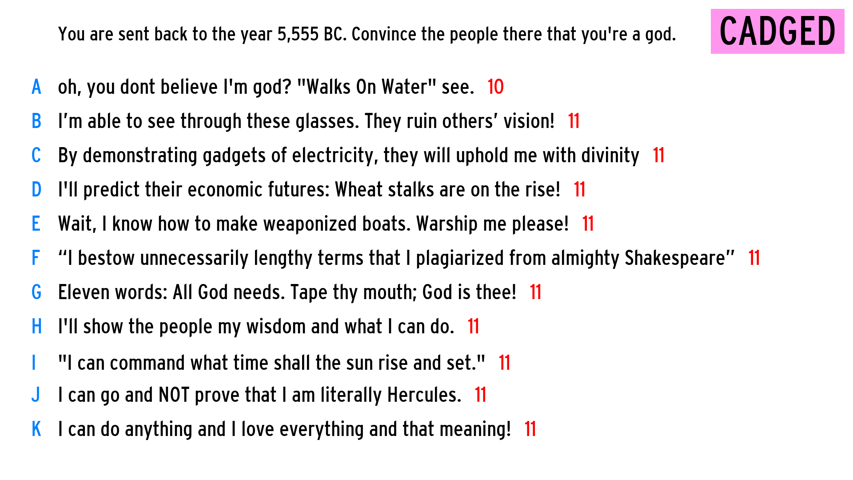 You are sent back to the year 5,555 BC. Convince the people there that you're a god.
CADGED
A oh, you dont believe I'm god? "Walks On Water" see. 10
B I’m able to see through these glasses. They ruin others’ vision! 11
C By demonstrating gadgets of electricity, they will uphold me with divinity 11
D I'll predict their economic futures: Wheat stalks are on the rise! 11
E Wait, I know how to make weaponized boats. Warship me please! 11
F “I bestow unnecessarily lengthy terms that I plagiarized from almighty Shakespeare” 11
G Eleven words: All God needs. Tape thy mouth; God is thee! 11
H I'll show the people my wisdom and what I can do. 11
I "I can command what time shall the sun rise and set." 11
J I can go and NOT prove that I am literally Hercules. 11
K I can do anything and I love everything and that meaning! 11